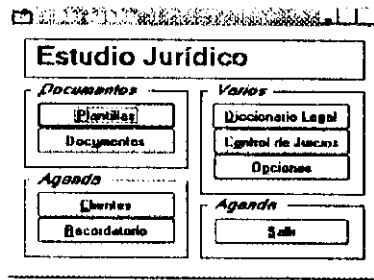 Estudio Jurídico
Documentos
Plantillas
Documentos
Agenda
Clientes
Recordatorio
Varios
Diccionario Legal
Control de Juicios
Opciones
Agenda
Salir